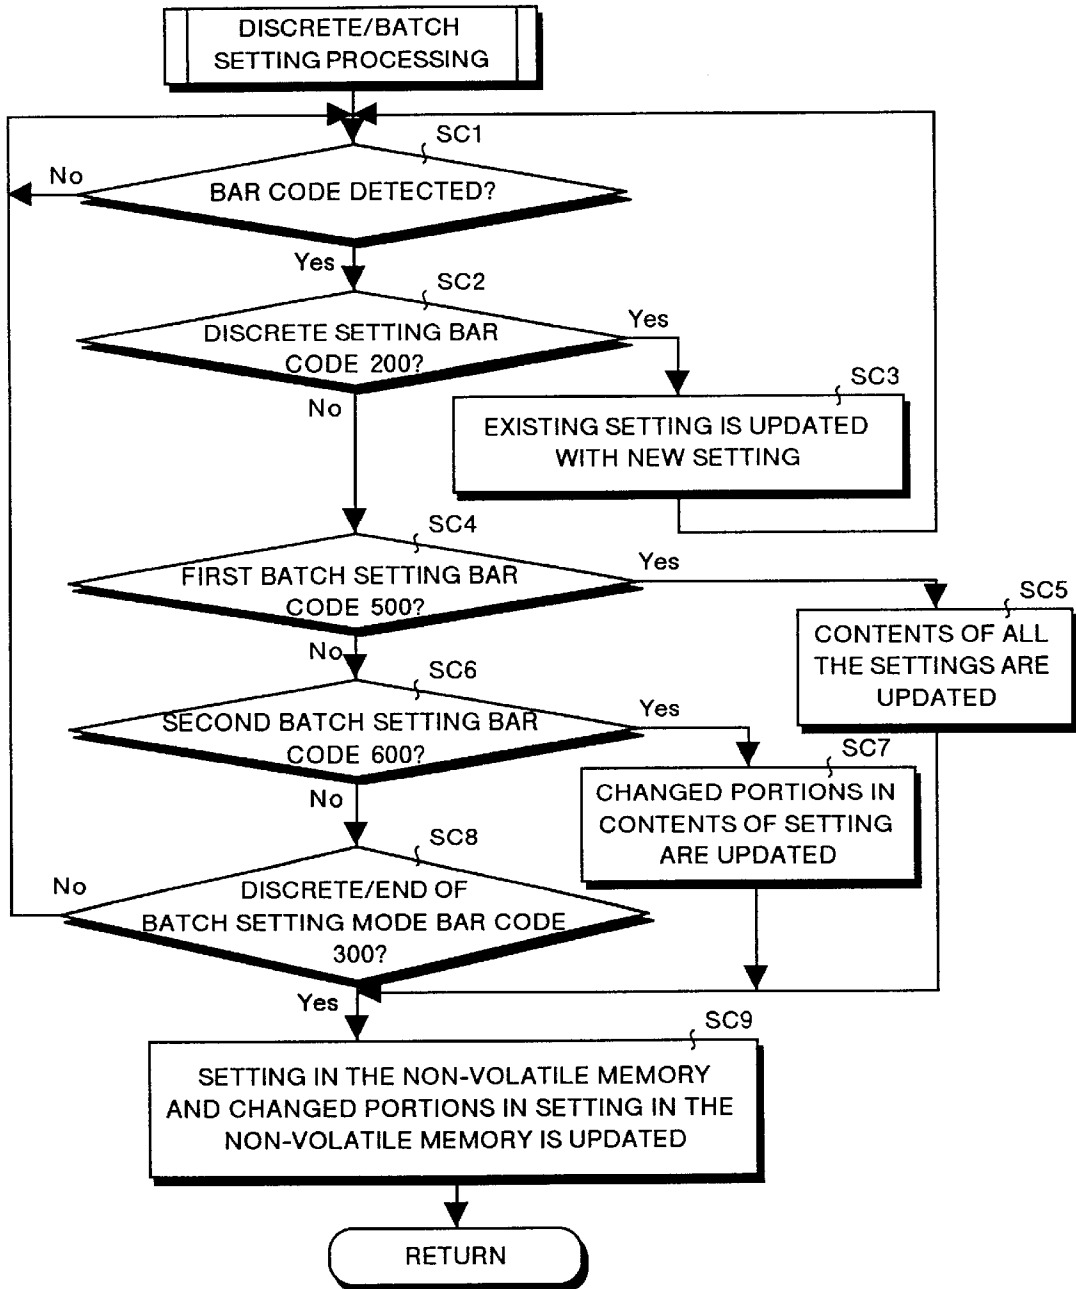 DISCRETE/BATCH
SETTING PROCESSING
SC1
No
BAR CODE DETECTED?
Yes
SC2
DISCRETE SETTING BAR
CODE 200?
Yes
No
SC3
EXISTING SETTING IS UPDATED
WITH NEW SETTING
SC4
FIRST BATCH SETTING BAR
CODE 500?
Yes
No
SC5
CONTENTS OF ALL
THE SETTINGS ARE
UPDATED
SC6
SECOND BATCH SETTING BAR
CODE 600?
Yes
No
SC7
CHANGED PORTIONS IN
CONTENTS OF SETTING
ARE UPDATED
SC8
No
DISCRETE/END OF
BATCH SETTING MODE BAR CODE
300?
Yes
SC9
SETTING IN THE NON-VOLATILE MEMORY
AND CHANGED PORTIONS IN SETTING IN THE
NON-VOLATILE MEMORY IS UPDATED
RETURN